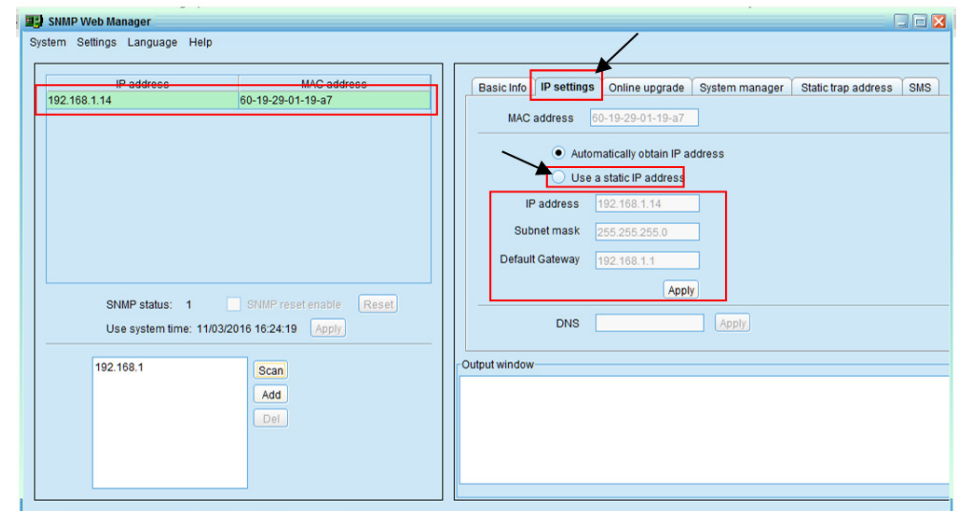 SNMP Web Manager
System Settings Language Help
IP address MAC address
192.168.1.14 60-19-29-01-19-a7
SNMP status: 1 SNMP reset enable Reset
Use system time: 11/03/2016 16:24:19 Apply
192.168.1
Scan
Add
Del
Basic Info IP settings Online upgrade System manager Static trap address SMS
MAC address 60-19-29-01-19-a7
Automatically obtain IP address
Use a static IP address
IP address 192.168.1.14
Subnet mask 255.255.255.0
Default Gateway 192.168.1.1
Apply
DNS Apply
Output window